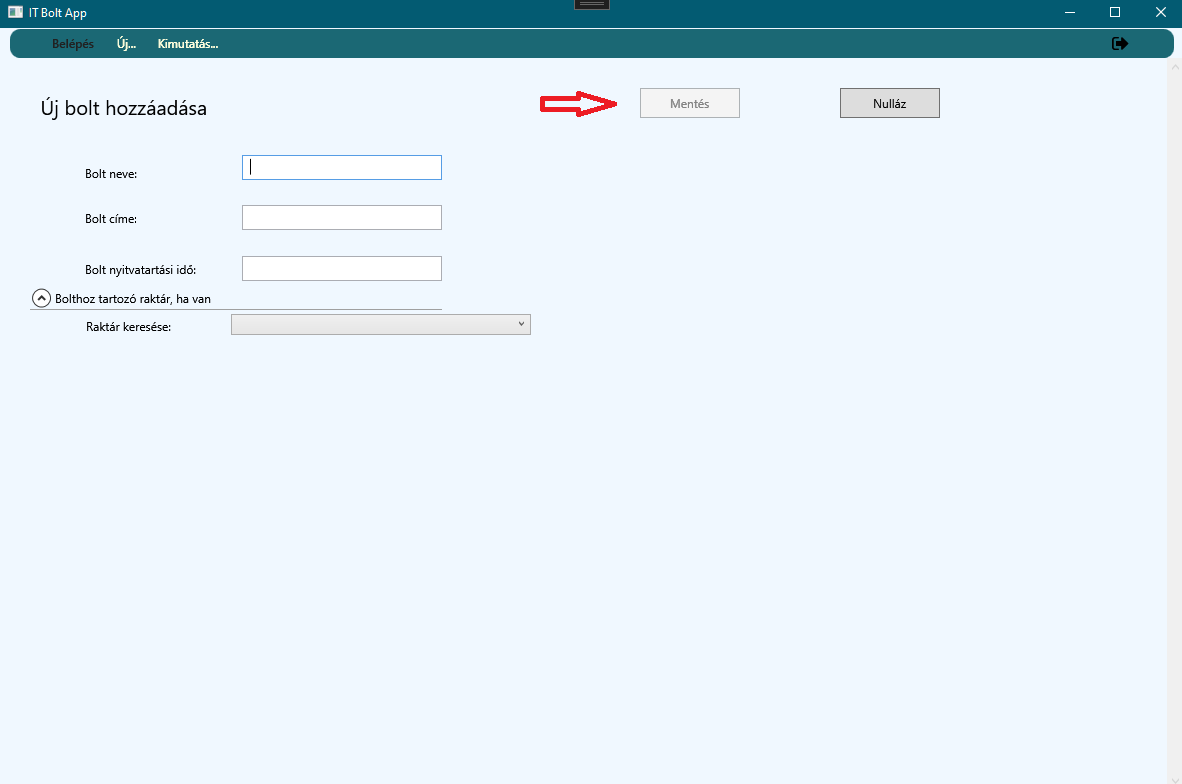 IT Bolt App
Belépés Új... Kimutatás...
Új bolt hozzáadása
Mentés Nulláz
Bolt neve:
Bolt címe:
Bolt nyitvatartási idő:
Bolthoz tartozó raktár, ha van
Raktár keresése: